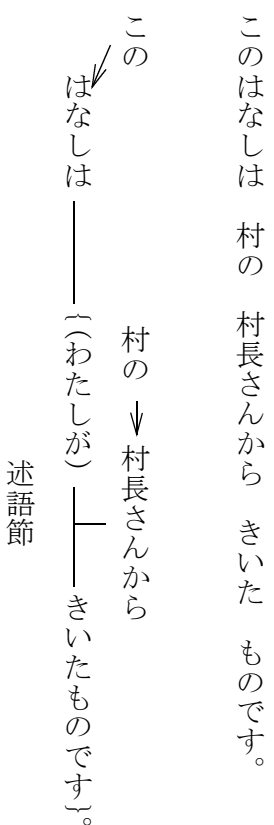 このはなしは　村の　村長さんから　きいた　ものです。
この
村の
村長さんから
はなしは
｛（わたしが）
きいたものです｝。
述語節